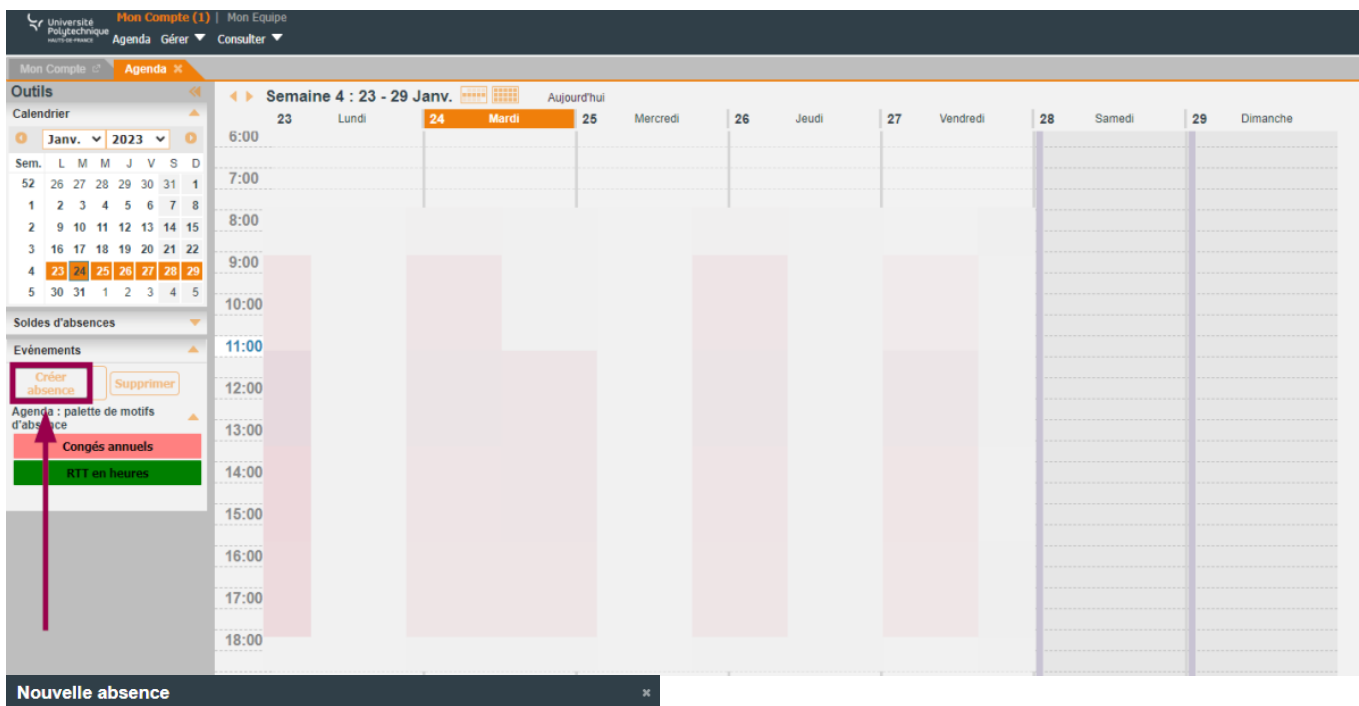 Université
Polytechnique
HAUTS-DE-FRANCE
Mon Compte (1) | Mon Equipe
Agenda Gérer Consulter
Mon Compte Agenda
Outils
Semaine 4 : 23 - 29 Janv. Aujourd'hui
Calendrier
23 Lundi 24 Mardi 25 Mercredi 26 Jeudi 27 Vendredi 28 Samedi 29 Dimanche
Janv. 2023
Sem. L M M J V S D
52 26 27 28 29 30 31 1
1 2 3 4 5 6 7 8
2 9 10 11 12 13 14 15
3 16 17 18 19 20 21 22
4 23 24 25 26 27 28 29
5 30 31 1 2 3 4 5
Soldes d'absences
Evénements
Créer
absence
Supprimer
Agenda : palette de motifs
d'absence
Congés annuels
RTT en heures
6:00
7:00
8:00
9:00
10:00
11:00
12:00
13:00
14:00
15:00
16:00
17:00
18:00
Nouvelle absence